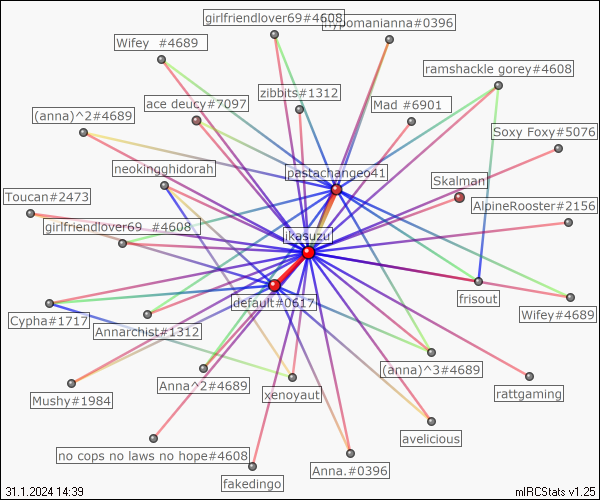 girlfriendlover69#4608
hypomanianna#0396
Wifey #4689
ramshackle gorey#4608
zibbits#1312
ace deucy#7097
Mad #6901
(anna)^2#4689
Soxy Foxy#5076
neokingghidorah
pastachangeo41
Skalman
Toucan#2473
AlpineRooster#2156
girlfriendlover69 #4608
ikasuzu
default#0617
frisout
Cypha#1717
Wifey#4689
Annarchist#1312
(anna)^3#4689
Anna^2#4689
Mushy#1984
xenoyaut
rattgaming
avelicious
no cops no laws no hope#4608
Anna.#0396
fakedingo
31.1.2024 14:39
mIRCStats v1.25